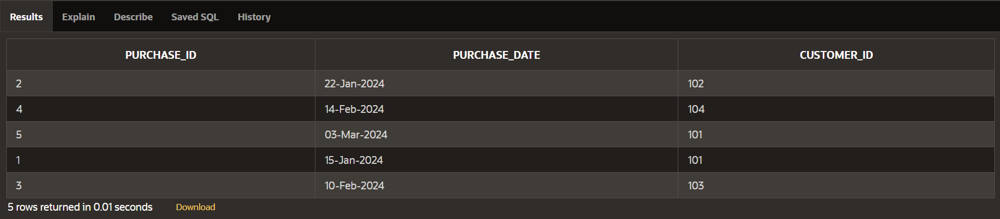 Results Explain Describe Saved SQL History
PURCHASE_ID PURCHASE_DATE CUSTOMER_ID
2 22-Jan-2024 102
4 14-Feb-2024 104
5 03-Mar-2024 101
1 15-Jan-2024 101
3 10-Feb-2024 103
5 rows returned in 0.01 seconds Download